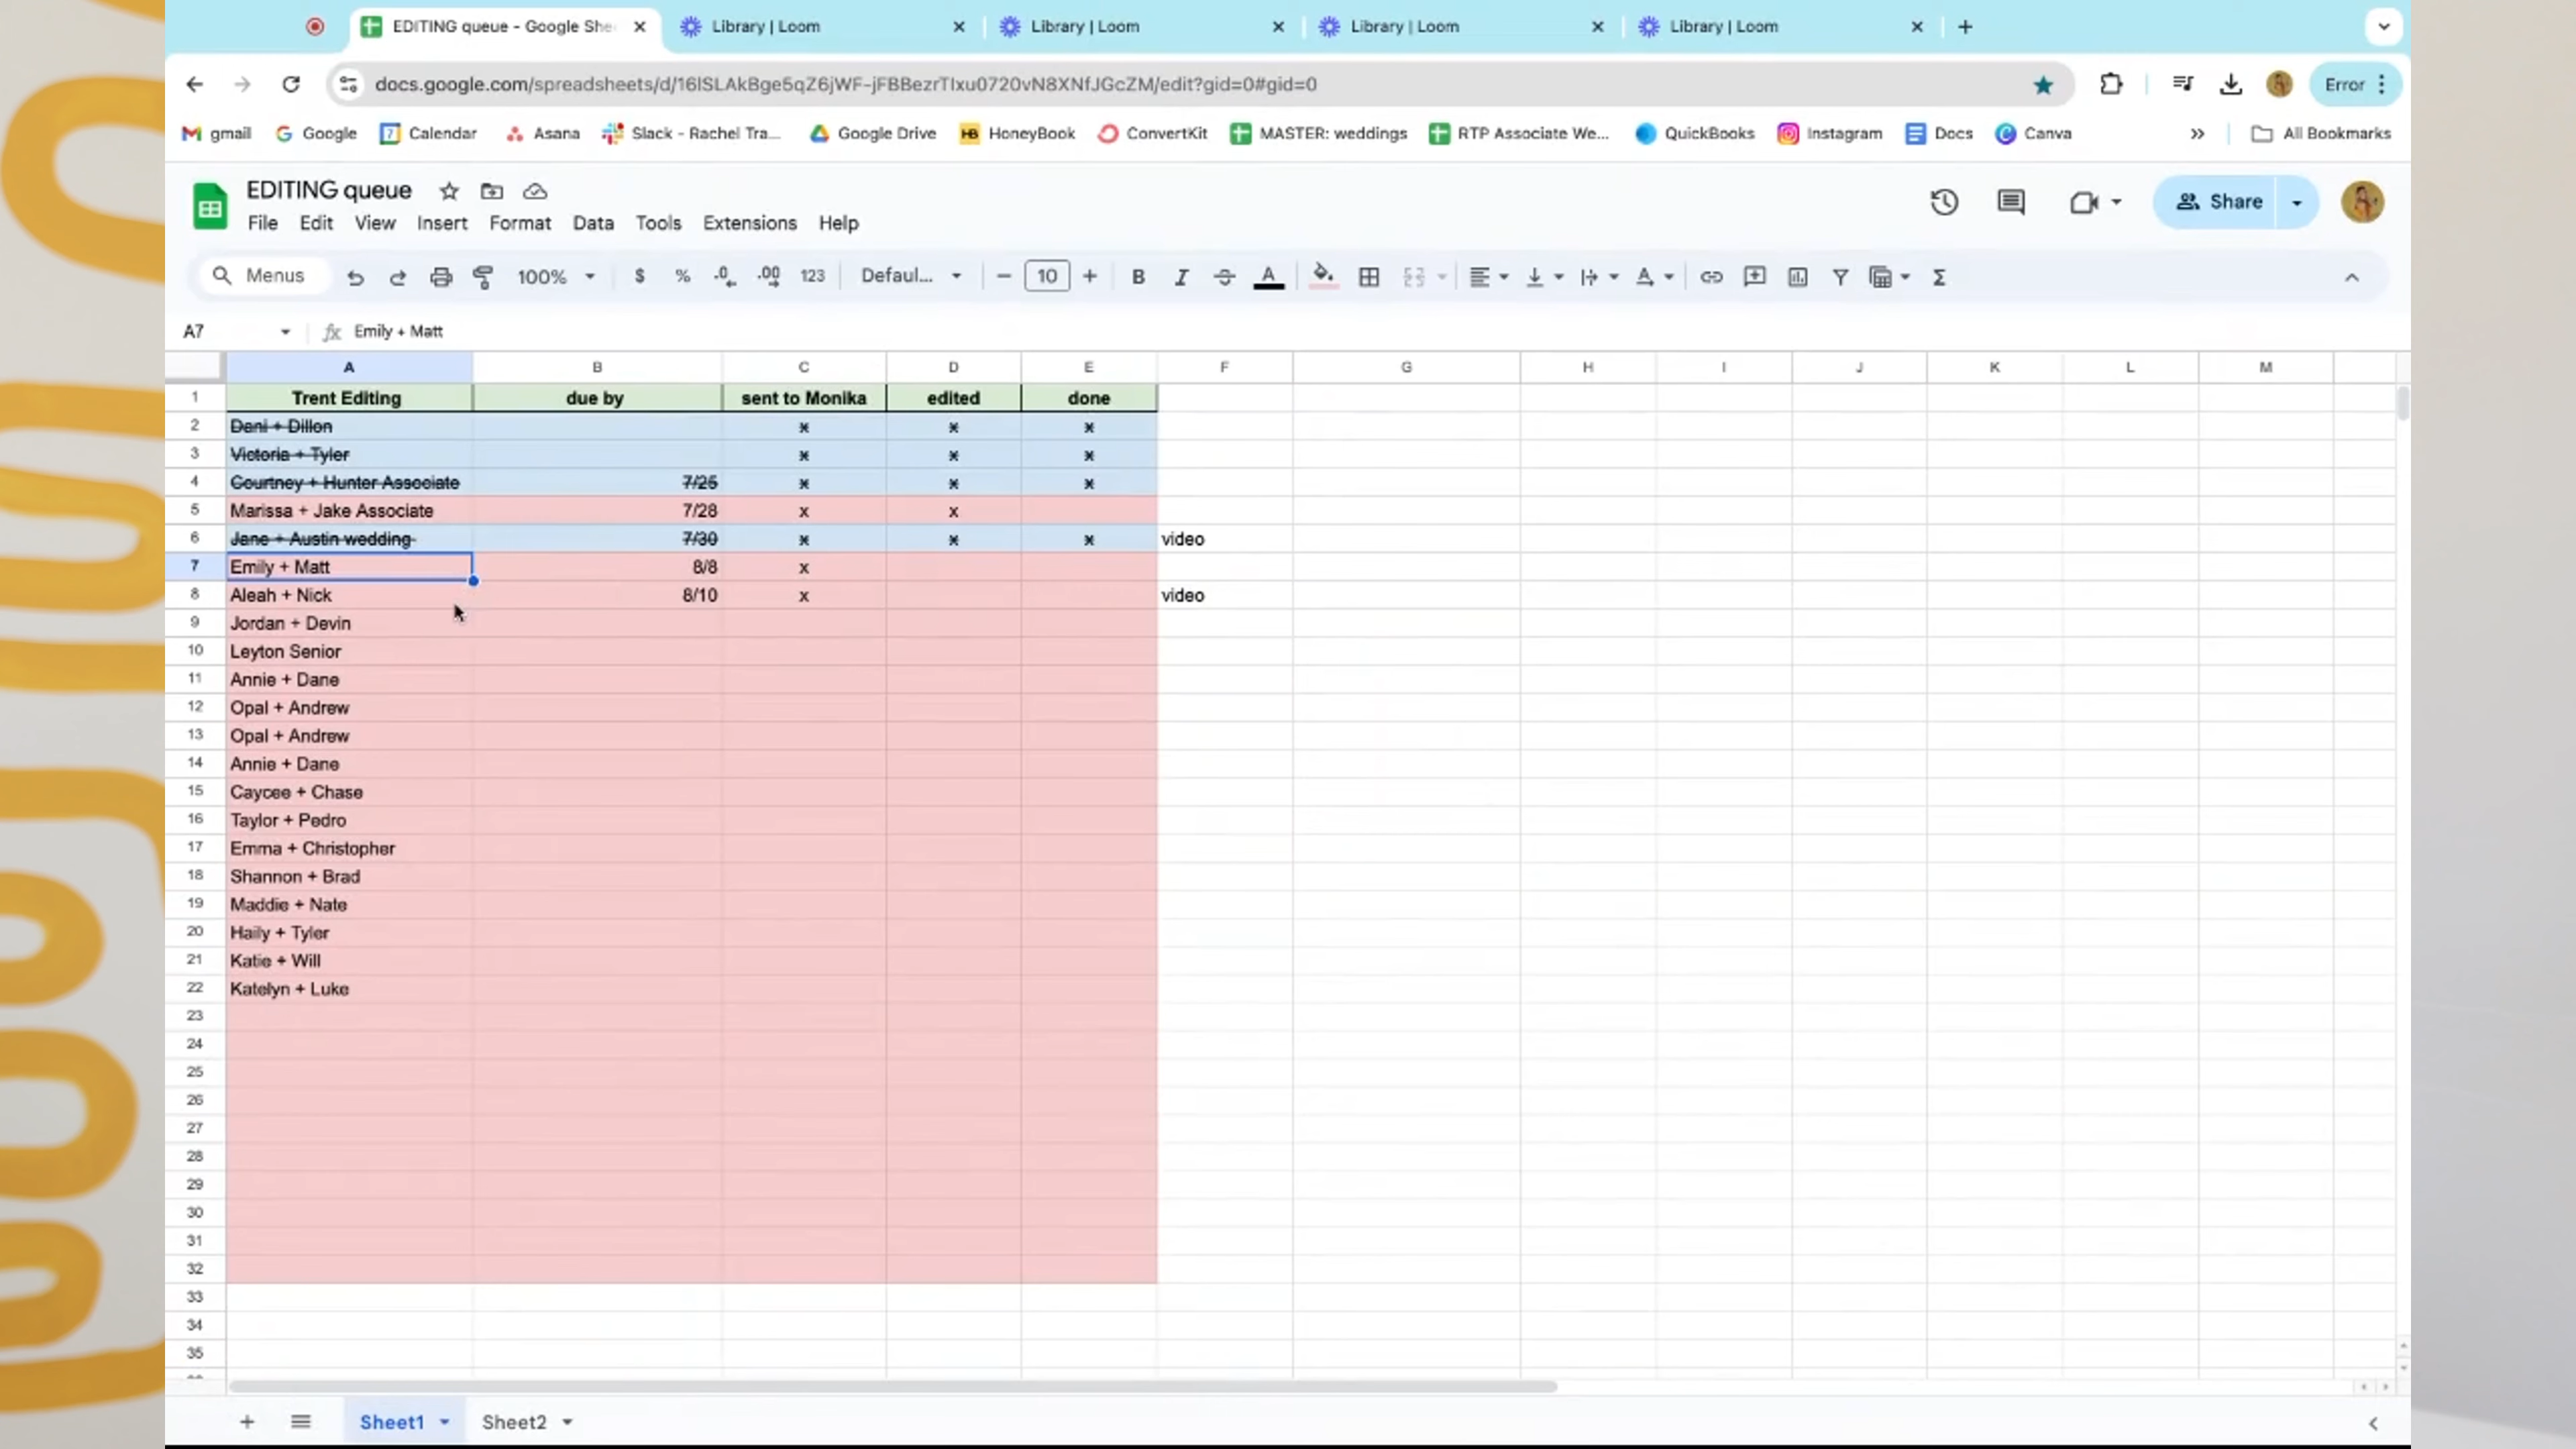 EDITING queue - Google She
Library | Loom
Library | Loom
Library | Loom
Library | Loom
docs.google.com/spreadsheets/d/16lSLAkBge5qZ6jWF-jFBBezrTIxu0720vN8XNfJGcZM/edit?gid=0#gid=0
Error
gmail Google Calendar Asana Slack - Rachel Tra... Google Drive HoneyBook ConvertKit MASTER: weddings RTP Associate We... QuickBooks Instagram Docs Canva All Bookmarks
EDITING queue
File Edit View Insert Format Data Tools Extensions Help
Share
Menus 100% $ % .0 .00 123 Defaul... 10 B I A
A7 fx Emily + Matt
A B C D E F G H I J K L M
1 Trent Editing due by sent to Monika edited done
2 Dani + Dillon x x x
3 Victoria + Tyler x x x
4 Courtney + Hunter Associate 7/25 x x x
5 Marissa + Jake Associate 7/28 x x
6 Jane + Austin wedding 7/30 x x x video
7 Emily + Matt 8/8 x
8 Aleah + Nick 8/10 x video
9 Jordan + Devin
10 Leyton Senior
11 Annie + Dane
12 Opal + Andrew
13 Opal + Andrew
14 Annie + Dane
15 Caycee + Chase
16 Taylor + Pedro
17 Emma + Christopher
18 Shannon + Brad
19 Maddie + Nate
20 Haily + Tyler
21 Katie + Will
22 Katelyn + Luke
23
24
25
26
27
28
29
30
31
32
33
34
35
Sheet1 Sheet2